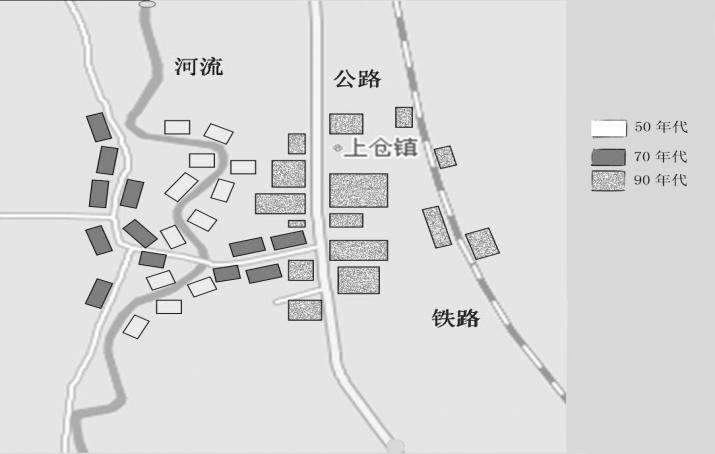 河流
公路
上仓镇
铁路
50 年代
70 年代
90 年代